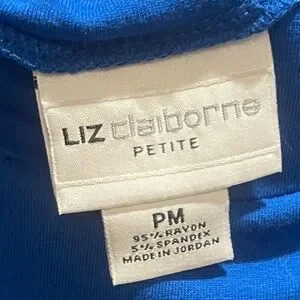 LIZ claiborne
PETITE
PM
95% RAYON
5% SPANDEX
MADE IN JORDAN